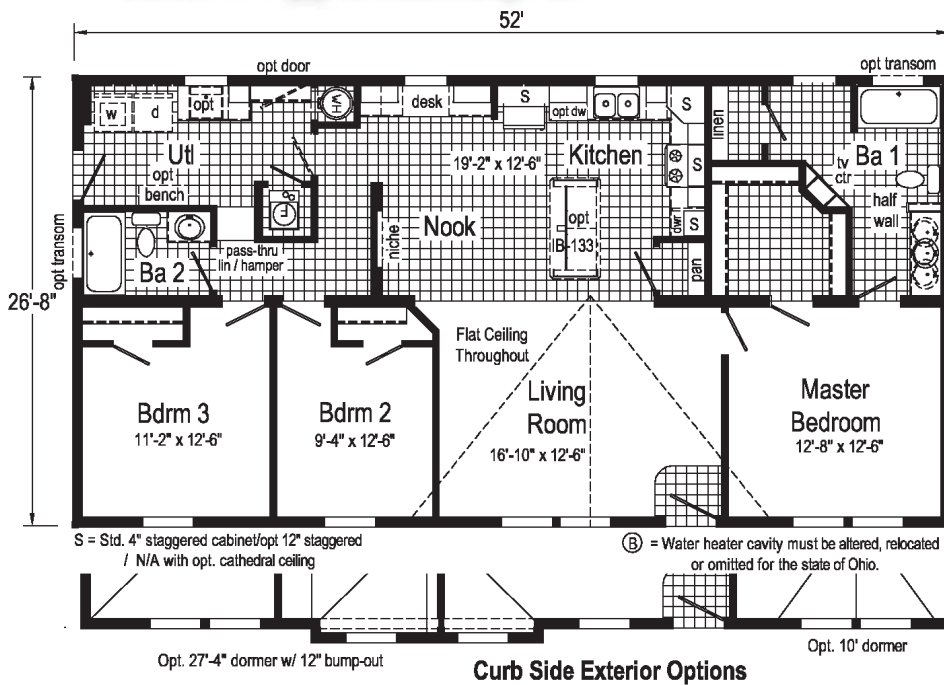 52'
opt door
opt transom
w
d
opt
WH
desk
S
opt dw
S
linen
Utl
opt
bench
19'-2" x 12'-6"
Kitchen
S
tv
ctr
Ba 1
half
wall
F
opt
IB-133
Nook
niche
dwr
S
pan
opt transom
Ba 2
pass-thru
lin / hamper
26'-8"
Flat Ceiling
Throughout
Bdrm 3
11'-2" x 12'-6"
Bdrm 2
9'-4" x 12'-6"
Living
Room
16'-10" x 12'-6"
Master
Bedroom
12'-8" x 12'-6"
S = Std. 4" staggered cabinet/opt 12" staggered
/ N/A with opt. cathedral ceiling
B = Water heater cavity must be altered, relocated
or omitted for the state of Ohio.
Opt. 27'-4" dormer w/ 12" bump-out
Opt. 10' dormer
Curb Side Exterior Options